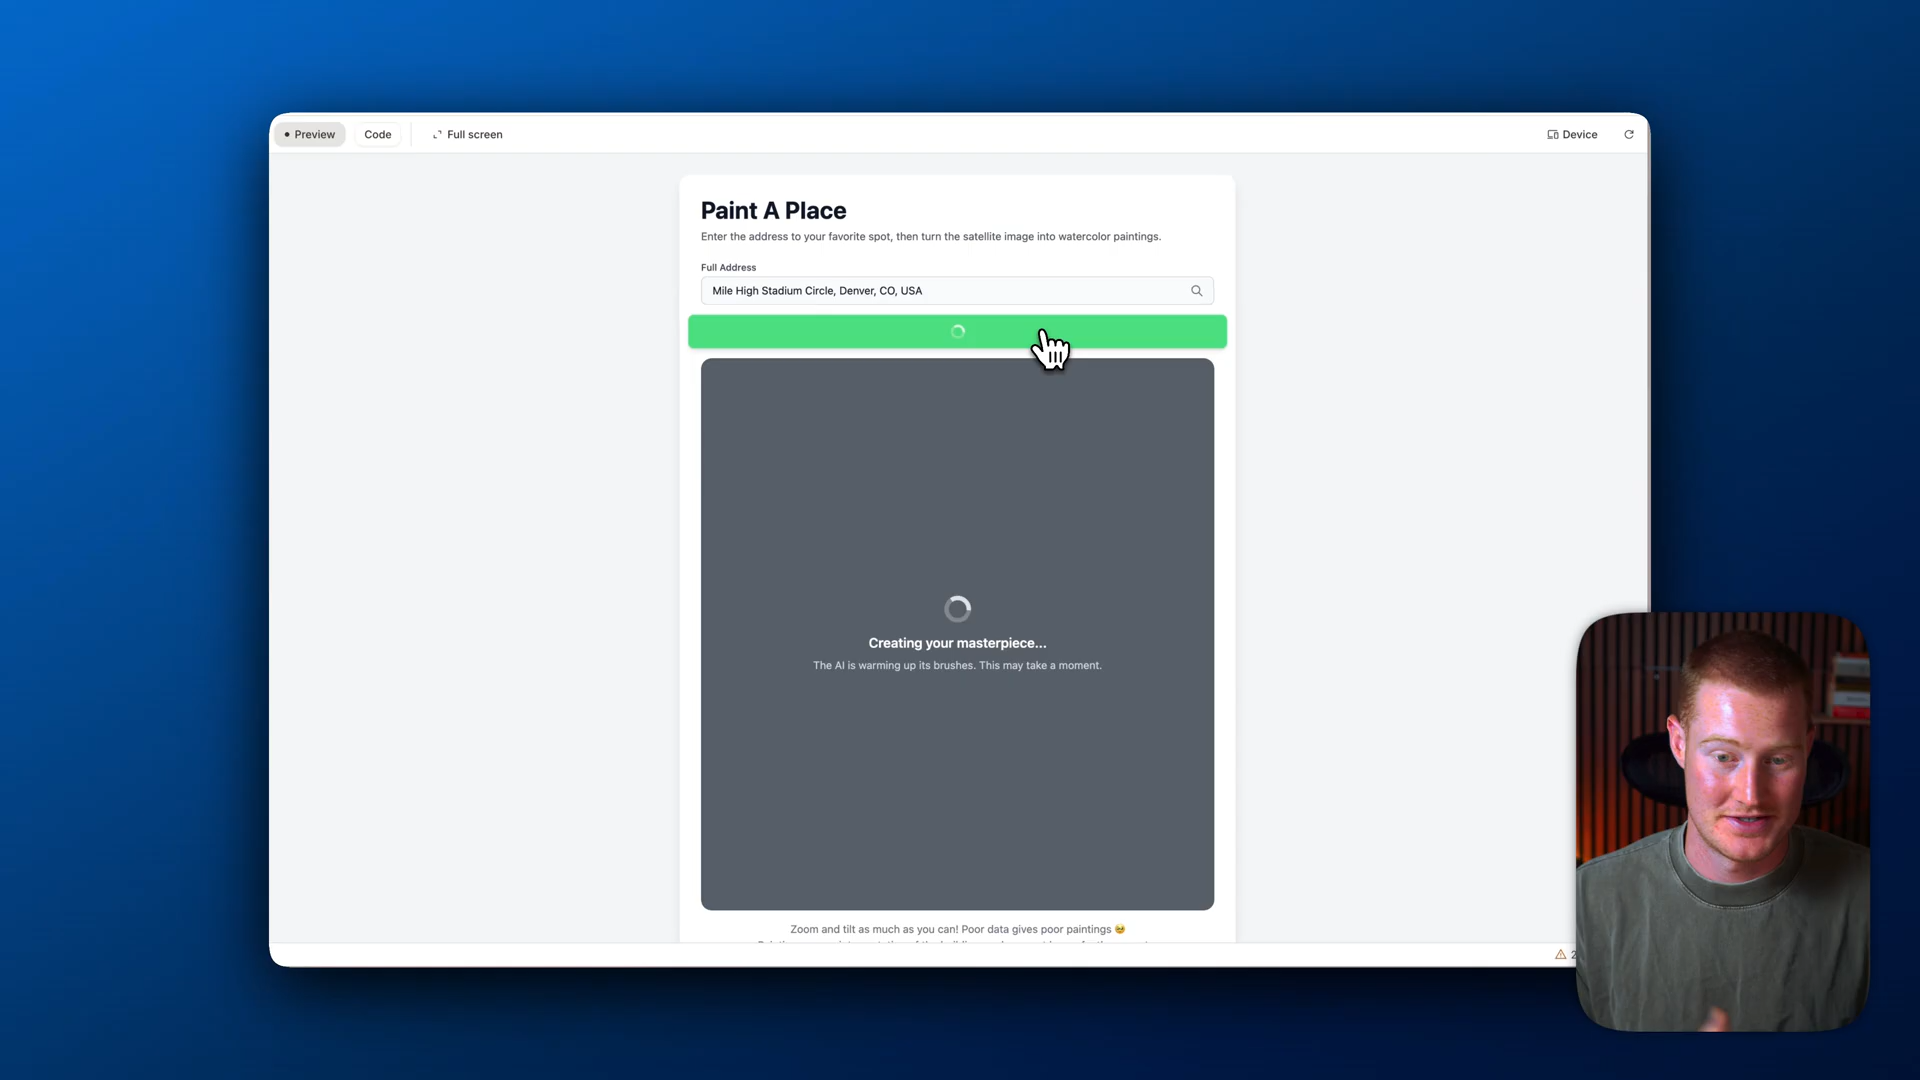 Preview
Code
Full screen
Device
Paint A Place
Enter the address to your favorite spot, then turn the satellite image into watercolor paintings.
Full Address
Mile High Stadium Circle, Denver, CO, USA
Creating your masterpiece...
The AI is warming up its brushes. This may take a moment.
Zoom and tilt as much as you can! Poor data gives poor paintings 🥹